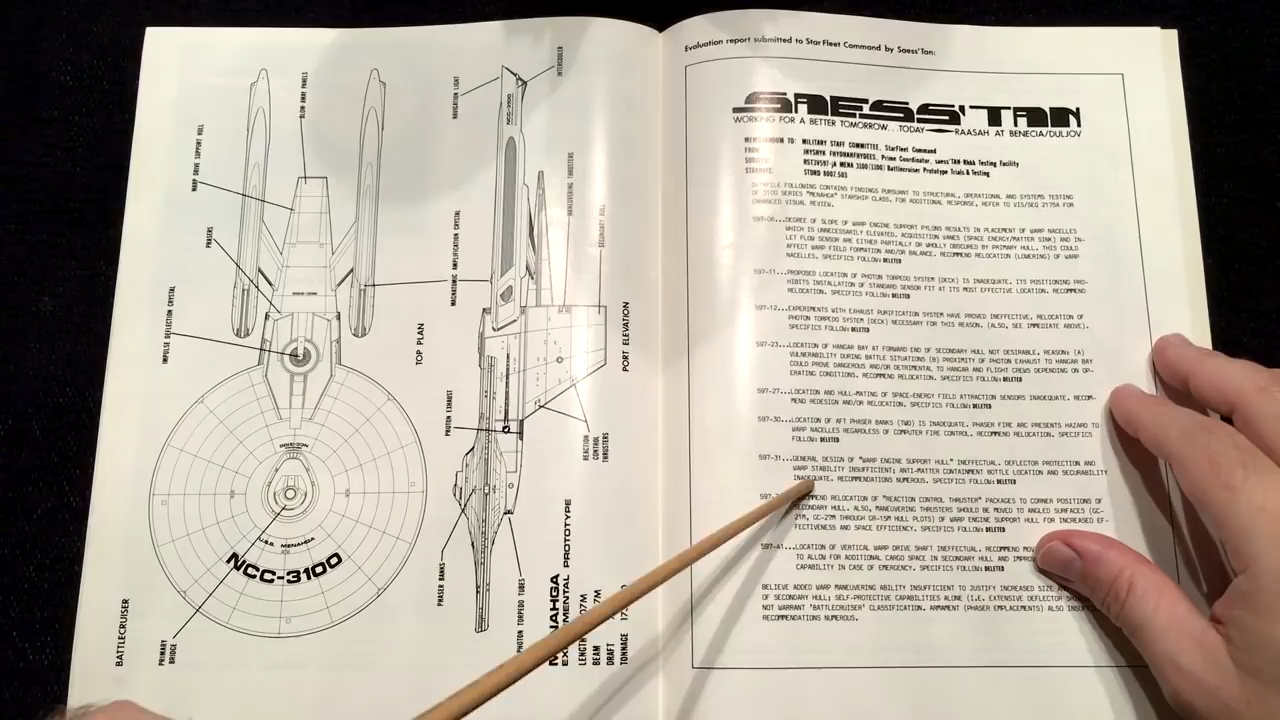 BATTLECRUISER
PRIMARY
BRIDGE
IMPULSE DEFLECTION CRYSTAL
PHASERS
WARP DRIVE SUPPORT HULL
BLOW-AWAY PANELS
NCC-3100
U.S.S. MENAHGA
NCC-3100
TOP PLAN
NAVIGATION LIGHT
INTERCOOLER
NCC-3100
MAGNATOMIC AMPLIFICATION CRYSTAL
MANEUVERING THRUSTERS
SECONDARY HULL
PHOTON EXHAUST
REACTION
CONTROL
THRUSTERS
PHASER BANKS
PHOTON TORPEDO TUBES
PORT ELEVATION
MENAHGA
EXPERIMENTAL PROTOTYPE
LENGTH
BEAM
DRAFT
TONNAGE
Evaluation report submitted to Star Fleet Command by Saess'Tan:
SAESS'TAN
WORKING FOR A BETTER TOMORROW...TODAY RAASAH AT BENECIA/DULJOV
MEMORANDUM TO: MILITARY STAFF COMMITTEE, StarFleet Command
FROM: JHYSHYK FHYDHANFHYDEES, Prime Coordinator, saess'TAN-Rhkk Testing Facility
RST3V597-ja MENA 3100(1300) Battlecruiser Prototype Trials & Testing
STARDATE: STDRD 8007.503
DATAFILE FOLLOWING CONTAINS FINDINGS PURSUANT TO STRUCTURAL, OPERATIONAL AND SYSTEMS TESTING
OF 3100 SERIES "MENAHGA" STARSHIP CLASS. FOR ADDITIONAL RESPONSE, REFER TO VIS/SEQ 2175A FOR
ENHANCED VISUAL REVIEW.
597-06...DEGREE OF SLOPE OF WARP ENGINE SUPPORT PYLONS RESULTS IN PLACEMENT OF WARP NACELLES
WHICH IS UNNECESSARILY ELEVATED. ACQUISITION VANES (SPACE ENERGY/MATTER SINK) AND IN-
LET FLOW SENSOR ARE EITHER PARTIALLY OR WHOLLY OBSCURED BY PRIMARY HULL. THIS COULD
AFFECT WARP FIELD FORMATION AND/OR BALANCE. RECOMMEND RELOCATION (LOWERING) OF WARP
NACELLES. SPECIFICS FOLLOW: DELETED
597-11...PROPOSED LOCATION OF PHOTON TORPEDO SYSTEM (DECK) IS INADEQUATE. ITS POSITIONING PRO-
HIBITS INSTALLATION OF STANDARD SENSOR FIT AT ITS MOST EFFECTIVE LOCATION. RECOMMEND
RELOCATION. SPECIFICS FOLLOW: DELETED
597-12...EXPERIMENTS WITH EXHAUST PURIFICATION SYSTEM HAVE PROVED INEFFECTIVE. RELOCATION OF
PHOTON TORPEDO SYSTEM (DECK) NECESSARY FOR THIS REASON. (ALSO, SEE IMMEDIATE ABOVE).
SPECIFICS FOLLOW: DELETED
597-23...LOCATION OF HANGAR BAY AT FORWARD END OF SECONDARY HULL NOT DESIRABLE. REASON: (A)
VULNERABILITY DURING BATTLE SITUATIONS (B) PROXIMITY OF PHOTON EXHAUST TO HANGAR BAY
COULD PROVE DANGEROUS AND/OR DETRIMENTAL TO HANGAR AND FLIGHT CREWS DEPENDING ON OP-
ERATING CONDITIONS. RECOMMEND RELOCATION. SPECIFICS FOLLOW: DELETED
597-27...LOCATION AND HULL-MATING OF SPACE-ENERGY FIELD ATTRACTION SENSORS INADEQUATE. RECOM-
MEND REDESIGN AND/OR RELOCATION. SPECIFICS FOLLOW: DELETED
597-30...LOCATION OF AFT PHASER BANKS (TWO) IS INADEQUATE. PHASER FIRE ARC PRESENTS HAZARD TO
WARP NACELLES REGARDLESS OF COMPUTER FIRE CONTROL. RECOMMEND RELOCATION. SPECIFICS
FOLLOW: DELETED
597-31...GENERAL DESIGN OF "WARP ENGINE SUPPORT HULL" INEFFECTUAL. DEFLECTOR PROTECTION AND
WARP STABILITY INSUFFICIENT; ANTI-MATTER CONTAINMENT BOTTLE LOCATION AND SECURABILITY
INADEQUATE. RECOMMENDATIONS NUMEROUS. SPECIFICS FOLLOW: DELETED
RECOMMEND RELOCATION OF "REACTION CONTROL THRUSTER" PACKAGES TO CORNER POSITIONS OF
SECONDARY HULL. ALSO, MANEUVERING THRUSTERS SHOULD BE MOVED TO ANGLED SURFACES (GC-
21M, GC-27M THROUGH GR-15M HULL PLOTS) OF WARP ENGINE SUPPORT HULL FOR INCREASED EF-
FECTIVENESS AND SPACE EFFICIENCY. SPECIFICS FOLLOW: DELETED
597-41...LOCATION OF VERTICAL WARP DRIVE SHAFT INEFFECTUAL. RECOMMEND
TO ALLOW FOR ADDITIONAL CARGO SPACE IN SECONDARY HULL AND
CAPABILITY IN CASE OF EMERGENCY. SPECIFICS FOLLOW: DELETED
BELIEVE ADDED WARP MANEUVERING ABILITY INSUFFICIENT TO JUSTIFY INCREASED SIZE
OF SECONDARY HULL; SELF-PROTECTIVE CAPABILITIES ALONE (I.E. EXTENSIVE DEFLECTOR
NOT WARRANT 'BATTLECRUISER' CLASSIFICATION. ARMAMENT (PHASER EMPLACEMENTS) ALSO
RECOMMENDATIONS NUMEROUS.